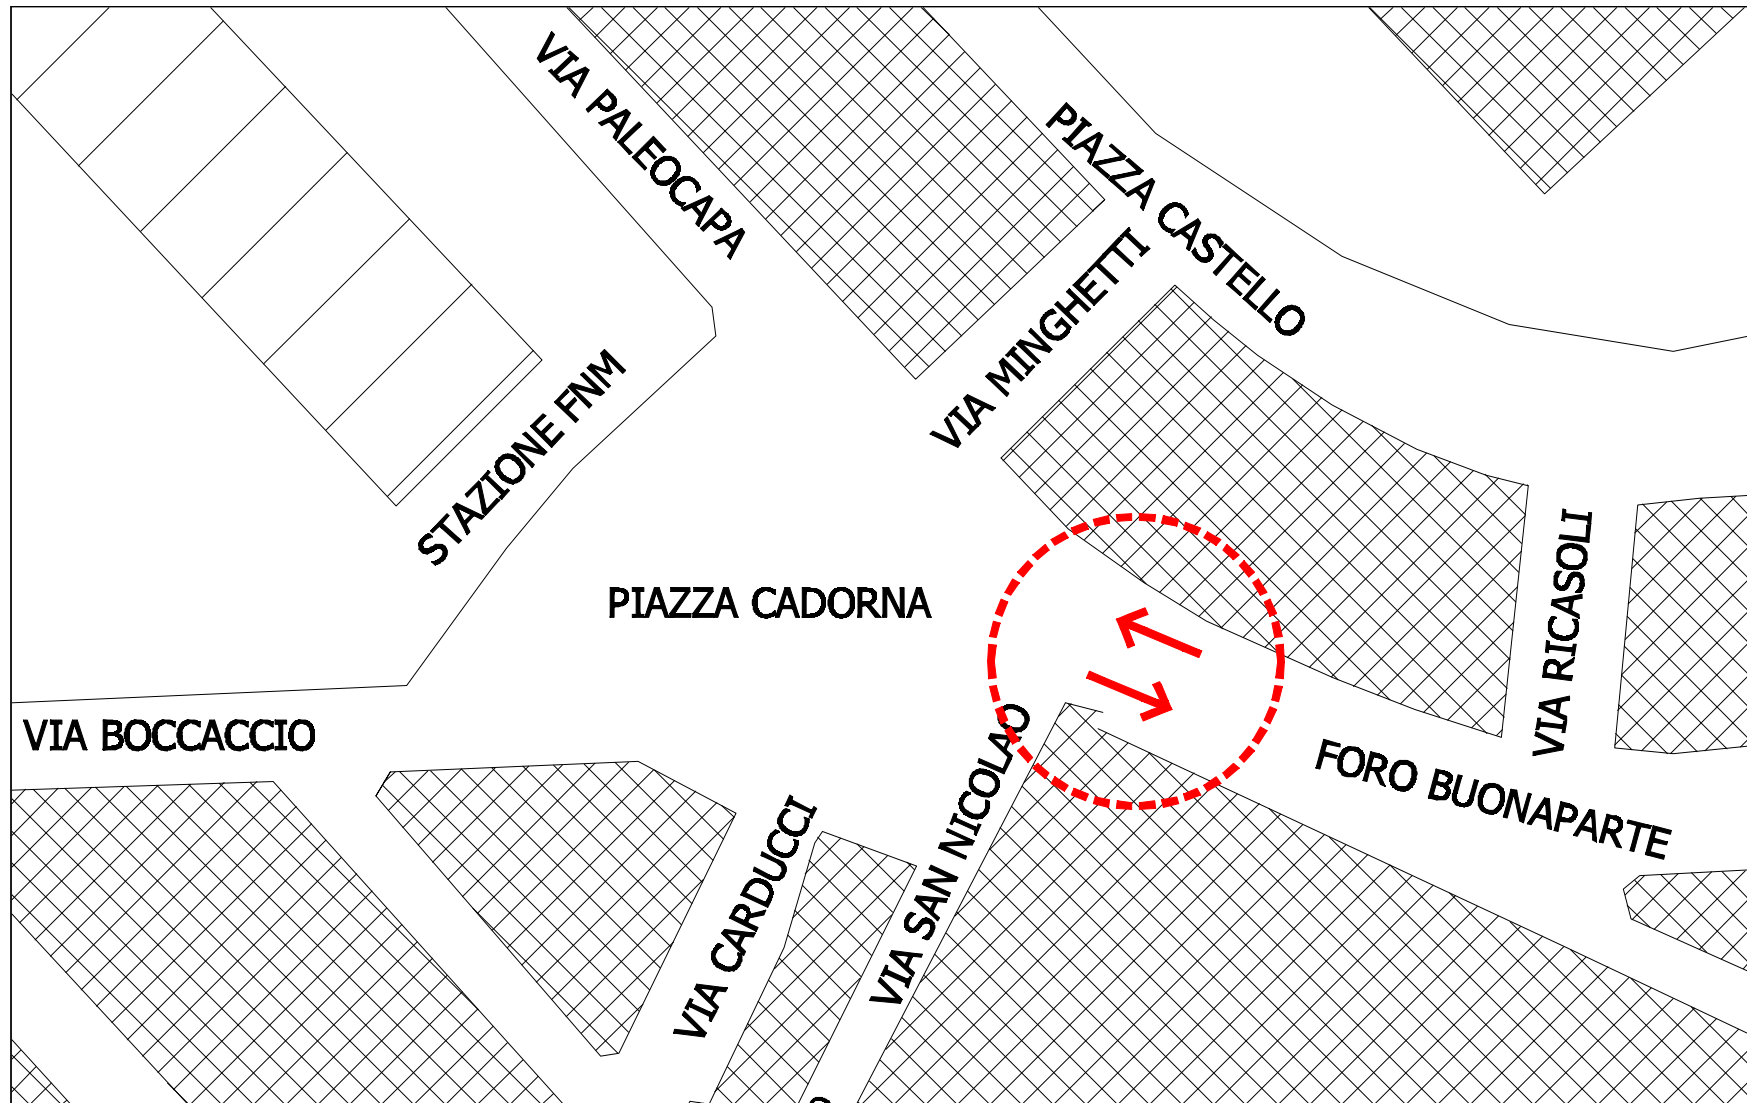 VIA PALEOCAPA
PIAZZA CASTELLO
VIA MINGHETTI
STAZIONE FNM
VIA RICASOLI
PIAZZA CADORNA
VIA BOCCACCIO
FORO BUONAPARTE
VIA CARDUCCI
VIA SAN NICOLAO